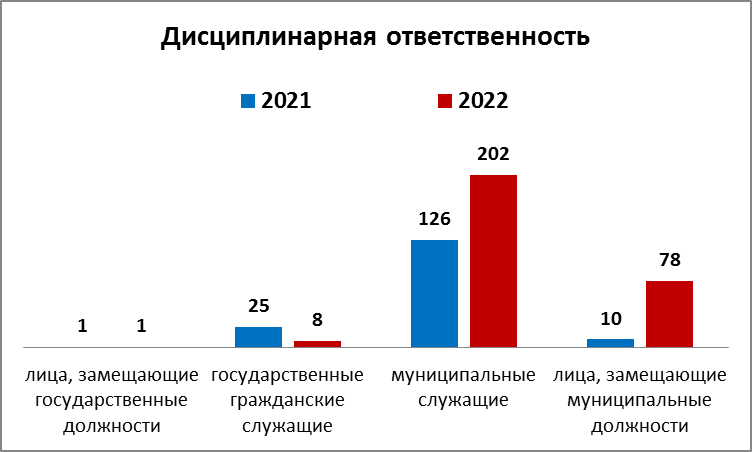 Дисциплинарная ответственность
2021 2022
202
126
78
25
10
8
1 1
лица, замещающие
государственные
должности
государственные
гражданские
служащие
муниципальные
служащие
лица, замещающие
муниципальные
должности